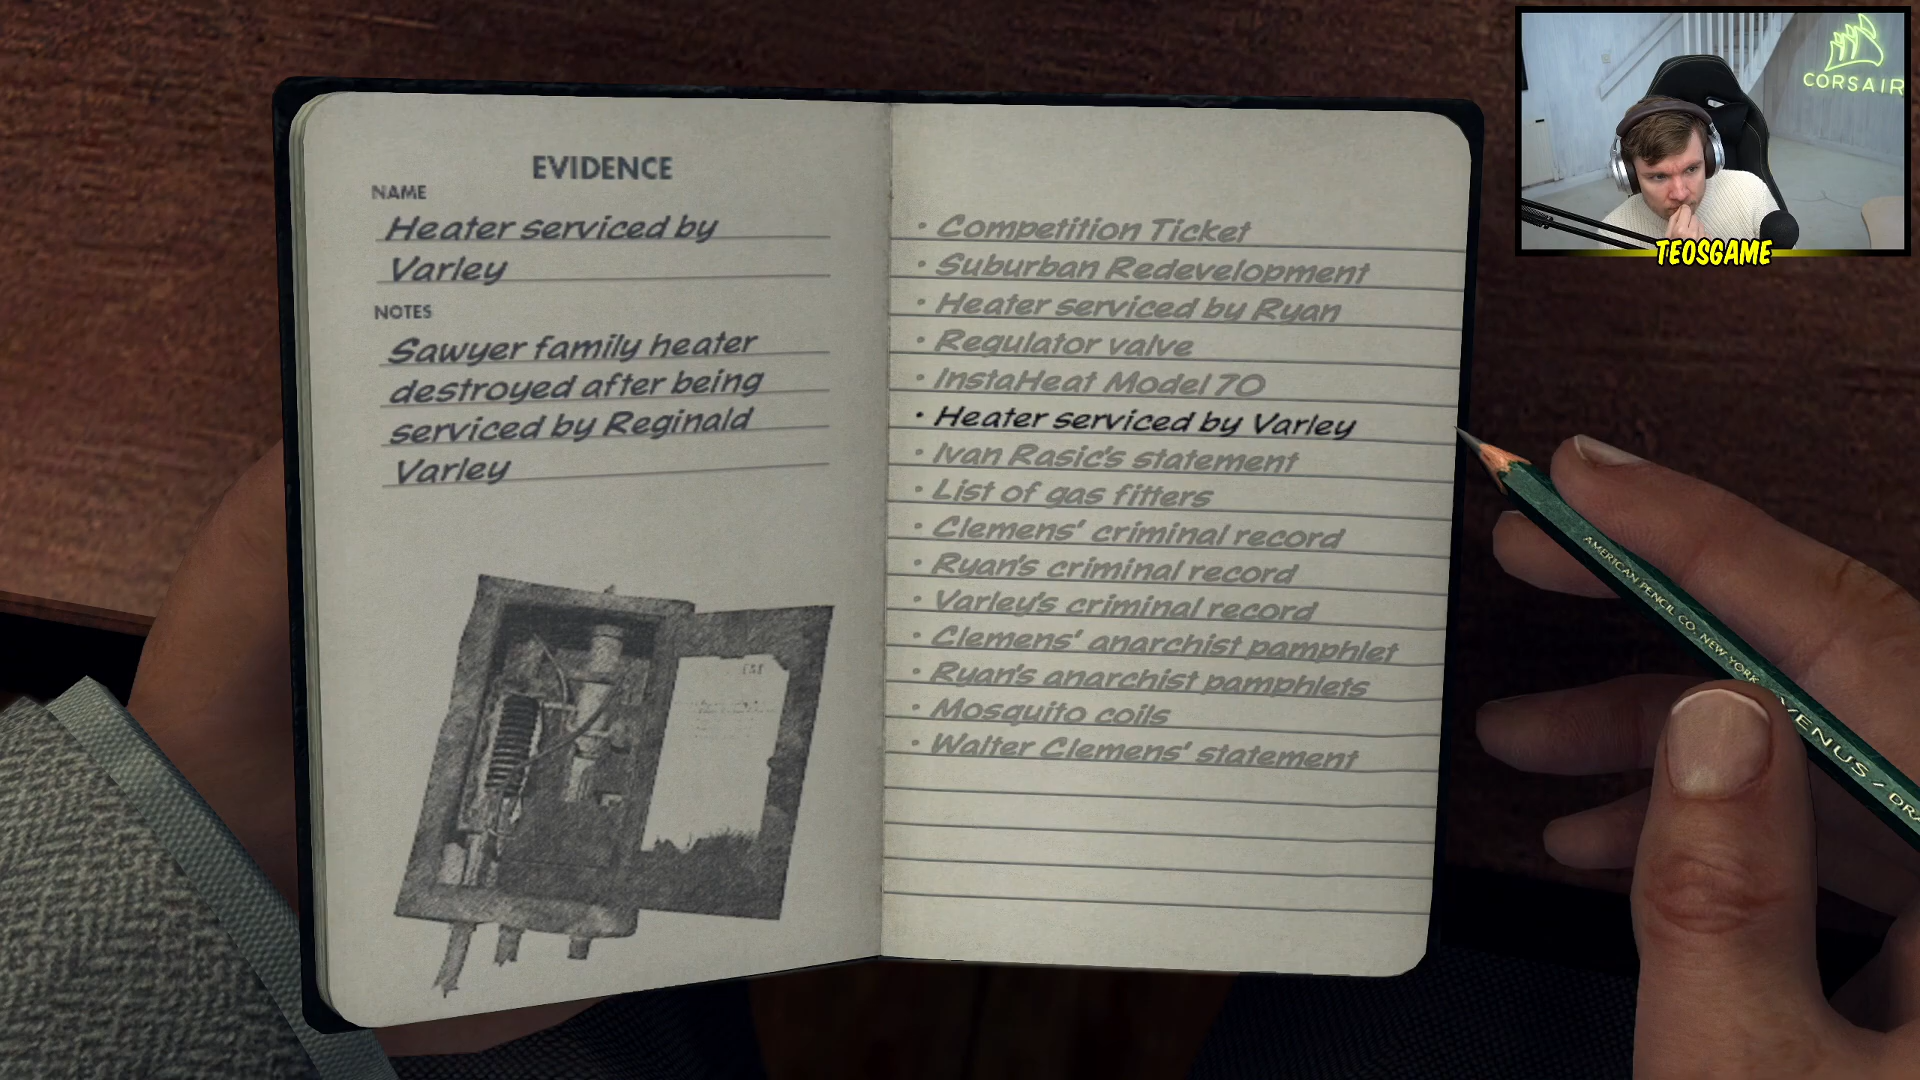 EVIDENCE
NAME
Heater serviced by
Varley
NOTES
Sawyer family heater
destroyed after being
serviced by Reginald
Varley
• Competition Ticket
• Suburban Redevelopment
• Heater serviced by Ryan
• Regulator valve
• InstaHeat Model 70
• Heater serviced by Varley
• Ivan Rasic's statement
• List of gas fitters
• Clemens' criminal record
• Ryan's criminal record
• Varley's criminal record
• Clemens' anarchist pamphlet
• Ryan's anarchist pamphlets
• Mosquito coils
• Walter Clemens' statement
AMERICAN PENCIL CO. NEW YORK
VENUS / DRA
CORSAIR
TEOSGAME